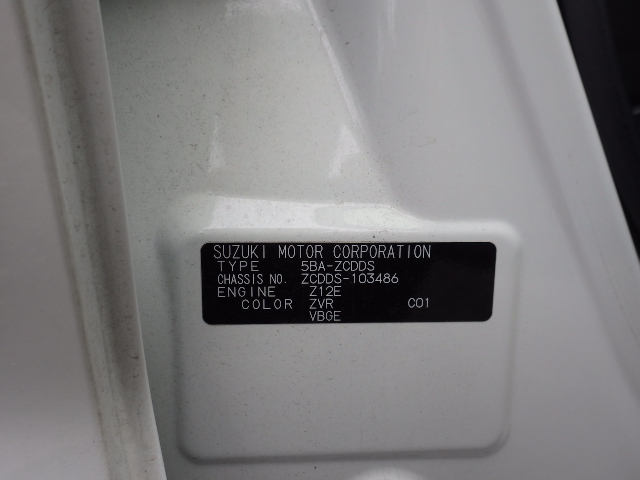 SUZUKI MOTOR CORPORATION
TYPE 5BA-ZCDDS
CHASSIS NO. ZCDDS-103486
ENGINE Z12E
COLOR ZVR C01
VBGE